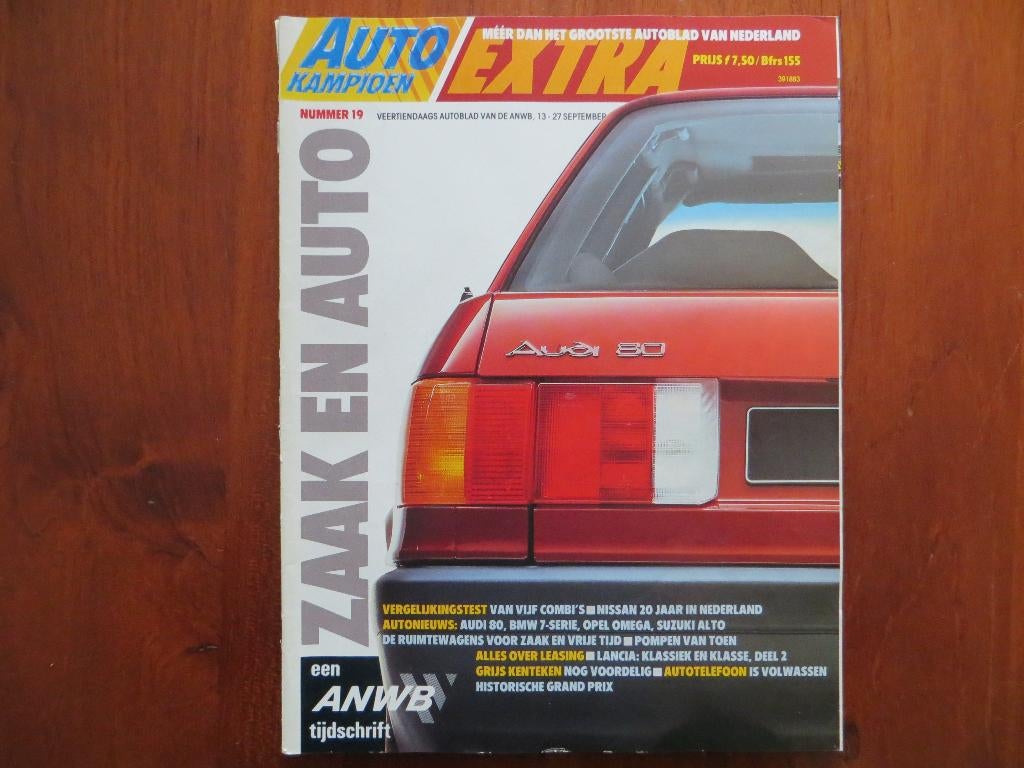 AUTO
KAMPIOEN
MÉÉR DAN HET GROOTSTE AUTOBLAD VAN NEDERLAND
EXTRA
PRIJS f 7,50/Bfrs 155
391883
NUMMER 19 VEERTIENDAAGS AUTOBLAD VAN DE ANWB, 13 - 27 SEPTEMBER
ZAAK EN AUTO
Audi 80
VERGELIJKINGSTEST VAN VIJF COMBI'S ■ NISSAN 20 JAAR IN NEDERLAND
AUTONIEUWS: AUDI 80, BMW 7-SERIE, OPEL OMEGA, SUZUKI ALTO
DE RUIMTEWAGENS VOOR ZAAK EN VRIJE TIJD ■ POMPEN VAN TOEN
ALLES OVER LEASING ■ LANCIA: KLASSIEK EN KLASSE, DEEL 2
GRIJS KENTEKEN NOG VOORDELIG ■ AUTOTELEFOON IS VOLWASSEN
HISTORISCHE GRAND PRIX
een
ANWB
tijdschrift